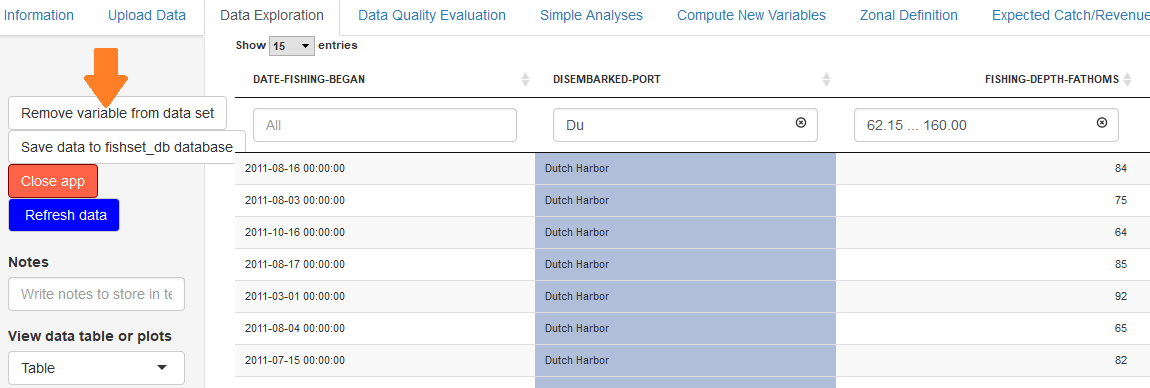 Information Upload Data Data Exploration Data Quality Evaluation Simple Analyses Compute New Variables Zonal Definition Expected Catch/Revenue
Show 15 entries
DATE-FISHING-BEGAN DISEMBARKED-PORT FISHING-DEPTH-FATHOMS
Remove variable from data set
All Du 62.15 ... 160.00
Save data to fishset_db database
2011-08-16 00:00:00 Dutch Harbor 84
Close app
2011-08-03 00:00:00 Dutch Harbor 75
Refresh data
2011-10-16 00:00:00 Dutch Harbor 64
2011-08-17 00:00:00 Dutch Harbor 85
Notes
Write notes to store in te
2011-03-01 00:00:00 Dutch Harbor 92
2011-08-04 00:00:00 Dutch Harbor 65
View data table or plots
Table
2011-07-15 00:00:00 Dutch Harbor 82